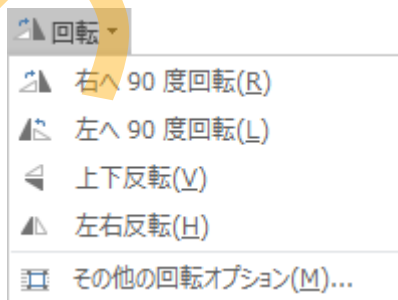 回転
右へ 90 度回転(R)
左へ 90 度回転(L)
上下反転(V)
左右反転(H)
その他の回転オプション(M)...